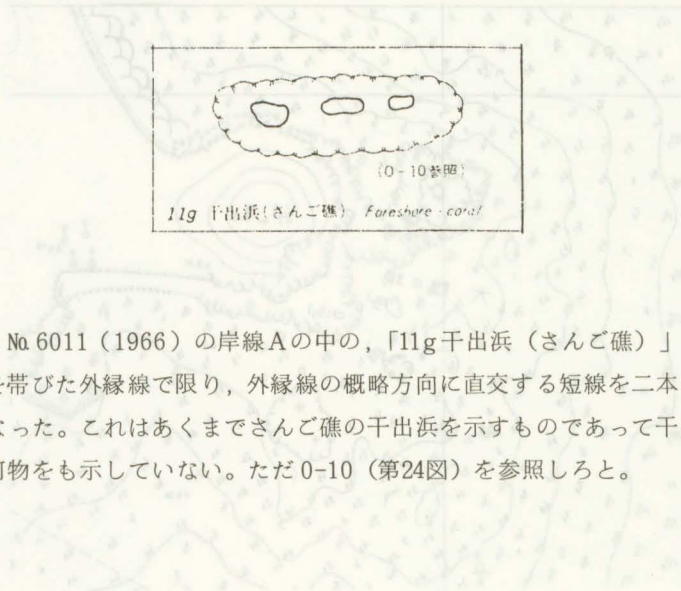 (0-10参照)
11g 干出浜(さんご礁) Foreshore - coral
№6011(1966)の岸線Aの中の,「11g干出浜(さんご礁)」
を帯びた外縁線で限り,外縁線の概略方向に直交する短線を二本
なった。これはあくまでさんご礁の干出浜を示すものであって干
何物をも示していない。ただ0-10(第24図)を参照しろと。